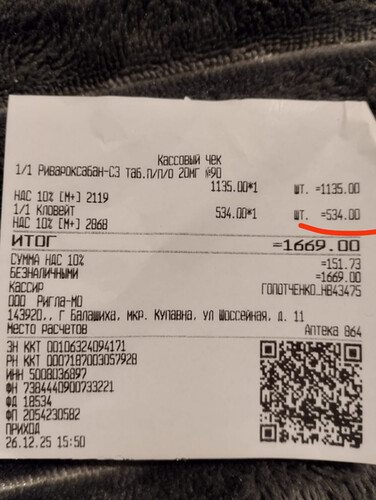 Кассовый чек
1/1 Ривароксабан-СЗ таб.п/п/о 20мг №90
1135.00*1 шт. =1135.00
НДС 10% [М+] 2119
1/1 Кловейт 534.00*1 шт. =534.00
НДС 10% [М+] 2868
ИТОГ =1669.00
СУММА НДС 10% =151.73
БЕЗНАЛИЧНЫМИ =1669.00
КАССИР ГОЛОТЧЕНКО_НВ43475
ООО Ригла-МО
143920,, г Балашиха, мкр. Купавна, ул Шоссейная, д. 11
Место расчетов Аптека 864
ЗН ККТ 00106324094171
РН ККТ 0007187003057928
ИНН 5008036897
ФН 7384440900733221
ФД 18534
ФП 2054230582
ПРИХОД
26.12.25 15:50